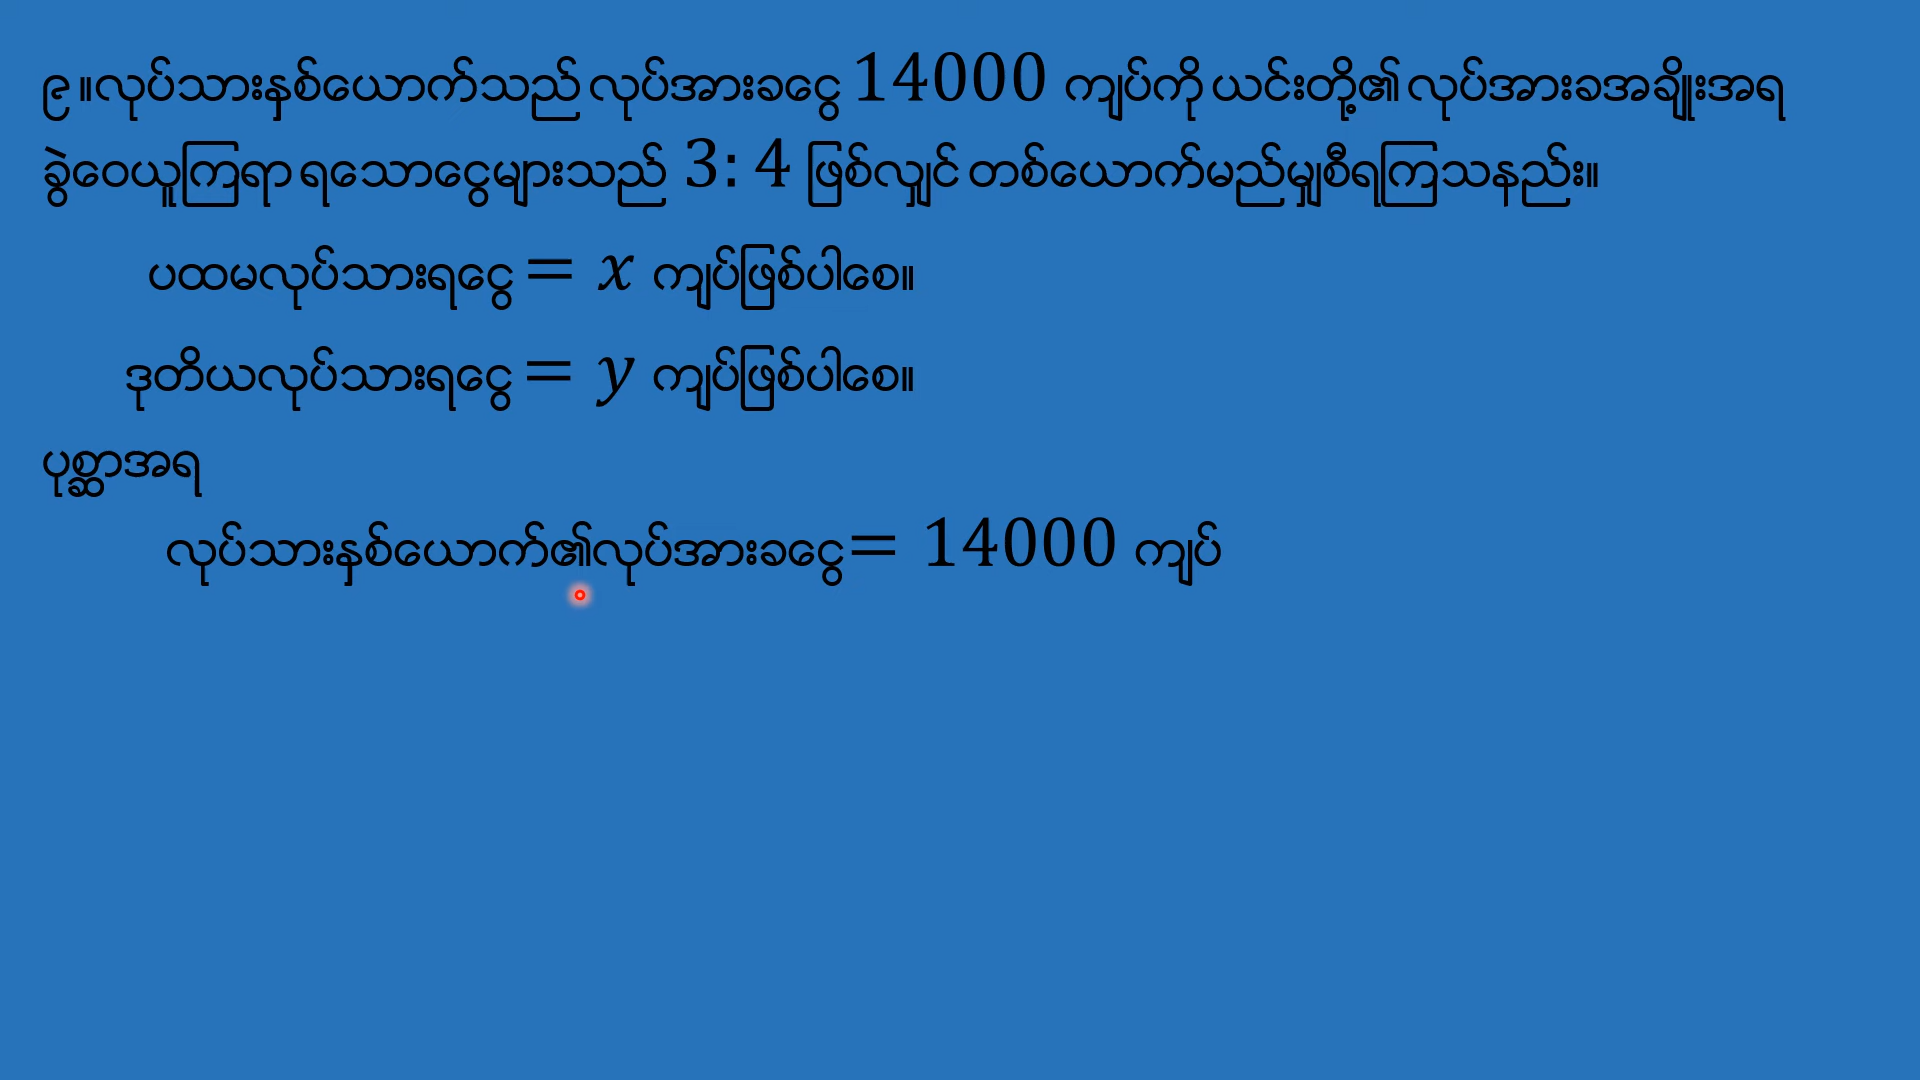 ၉။လုပ်သားနှစ်ယောက်သည် လုပ်အားခငွေ 14000 ကျပ်ကို ယင်းတို့၏ လုပ်အားခအချိုးအရ
ခွဲဝေယူကြရာ ရသောငွေများသည် 3: 4 ဖြစ်လျှင် တစ်ယောက်မည်မျှစီရကြသနည်း။
ပထမလုပ်သားရငွေ = x ကျပ်ဖြစ်ပါစေ။
ဒုတိယလုပ်သားရငွေ = y ကျပ်ဖြစ်ပါစေ။
ပုစ္ဆာအရ
လုပ်သားနှစ်ယောက်၏လုပ်အားခငွေ= 14000 ကျပ်